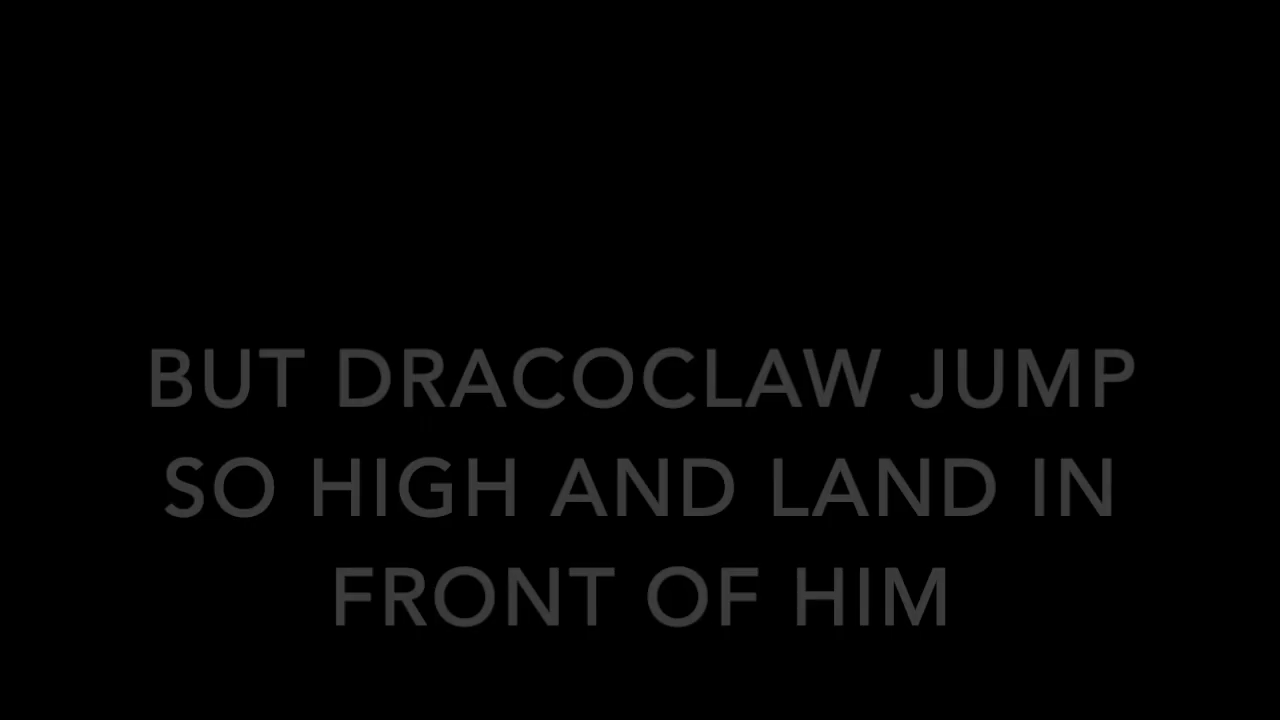 BUT DRACOCLAW JUMP
SO HIGH AND LAND IN
FRONT OF HIM